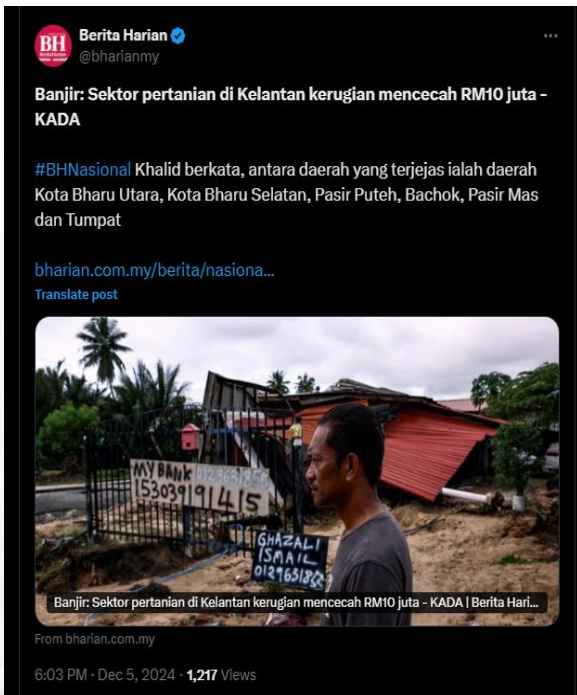 BH
BeritaHarian
Berita Harian
@bharianmy
Banjir: Sektor pertanian di Kelantan kerugian mencecah RM10 juta -
KADA
#BHNasional Khalid berkata, antara daerah yang terjejas ialah daerah
Kota Bharu Utara, Kota Bharu Selatan, Pasir Puteh, Bachok, Pasir Mas
dan Tumpat
bharian.com.my/berita/nasiona...
Translate post
MY BANK
153039191415
GHAZALI
ISMAIL
Banjir: Sektor pertanian di Kelantan kerugian mencecah RM10 juta - KADA | Berita Hari...
From bharian.com.my
6:03 PM · Dec 5, 2024 · 1,217 Views